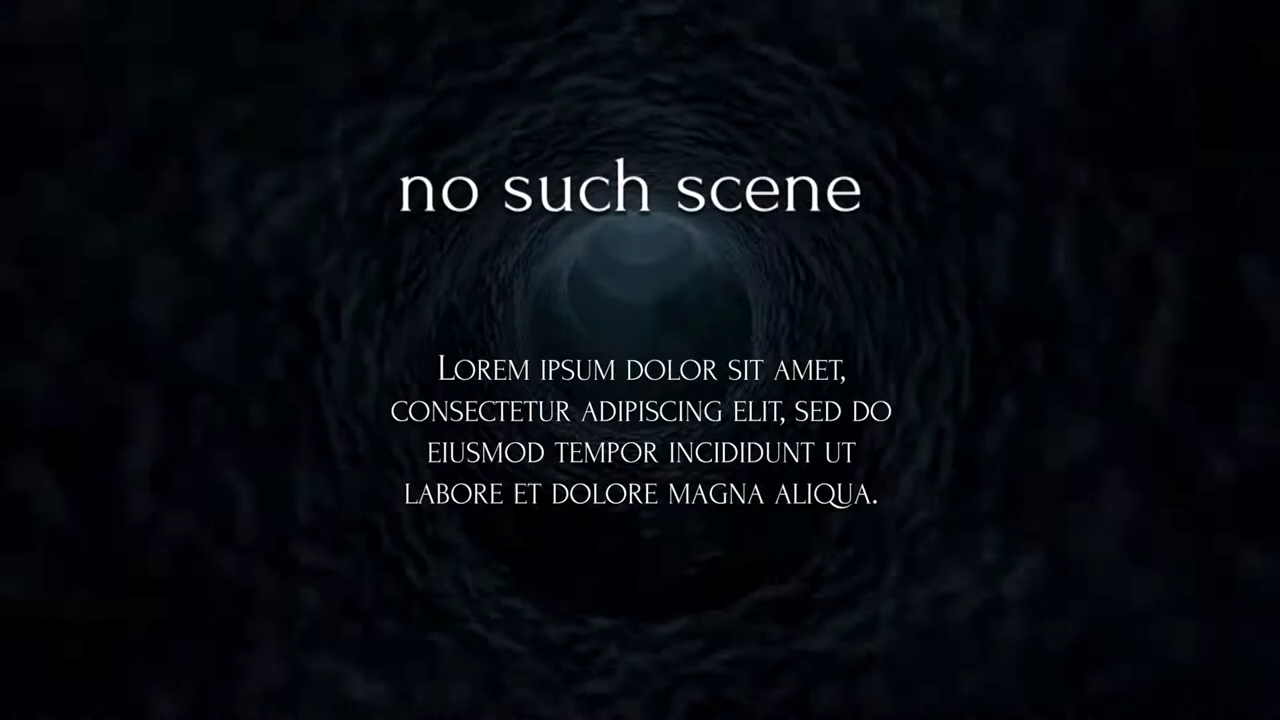 no such scene
Lorem ipsum dolor sit amet,
consectetur adipiscing elit, sed do
eiusmod tempor incididunt ut
labore et dolore magna aliqua.